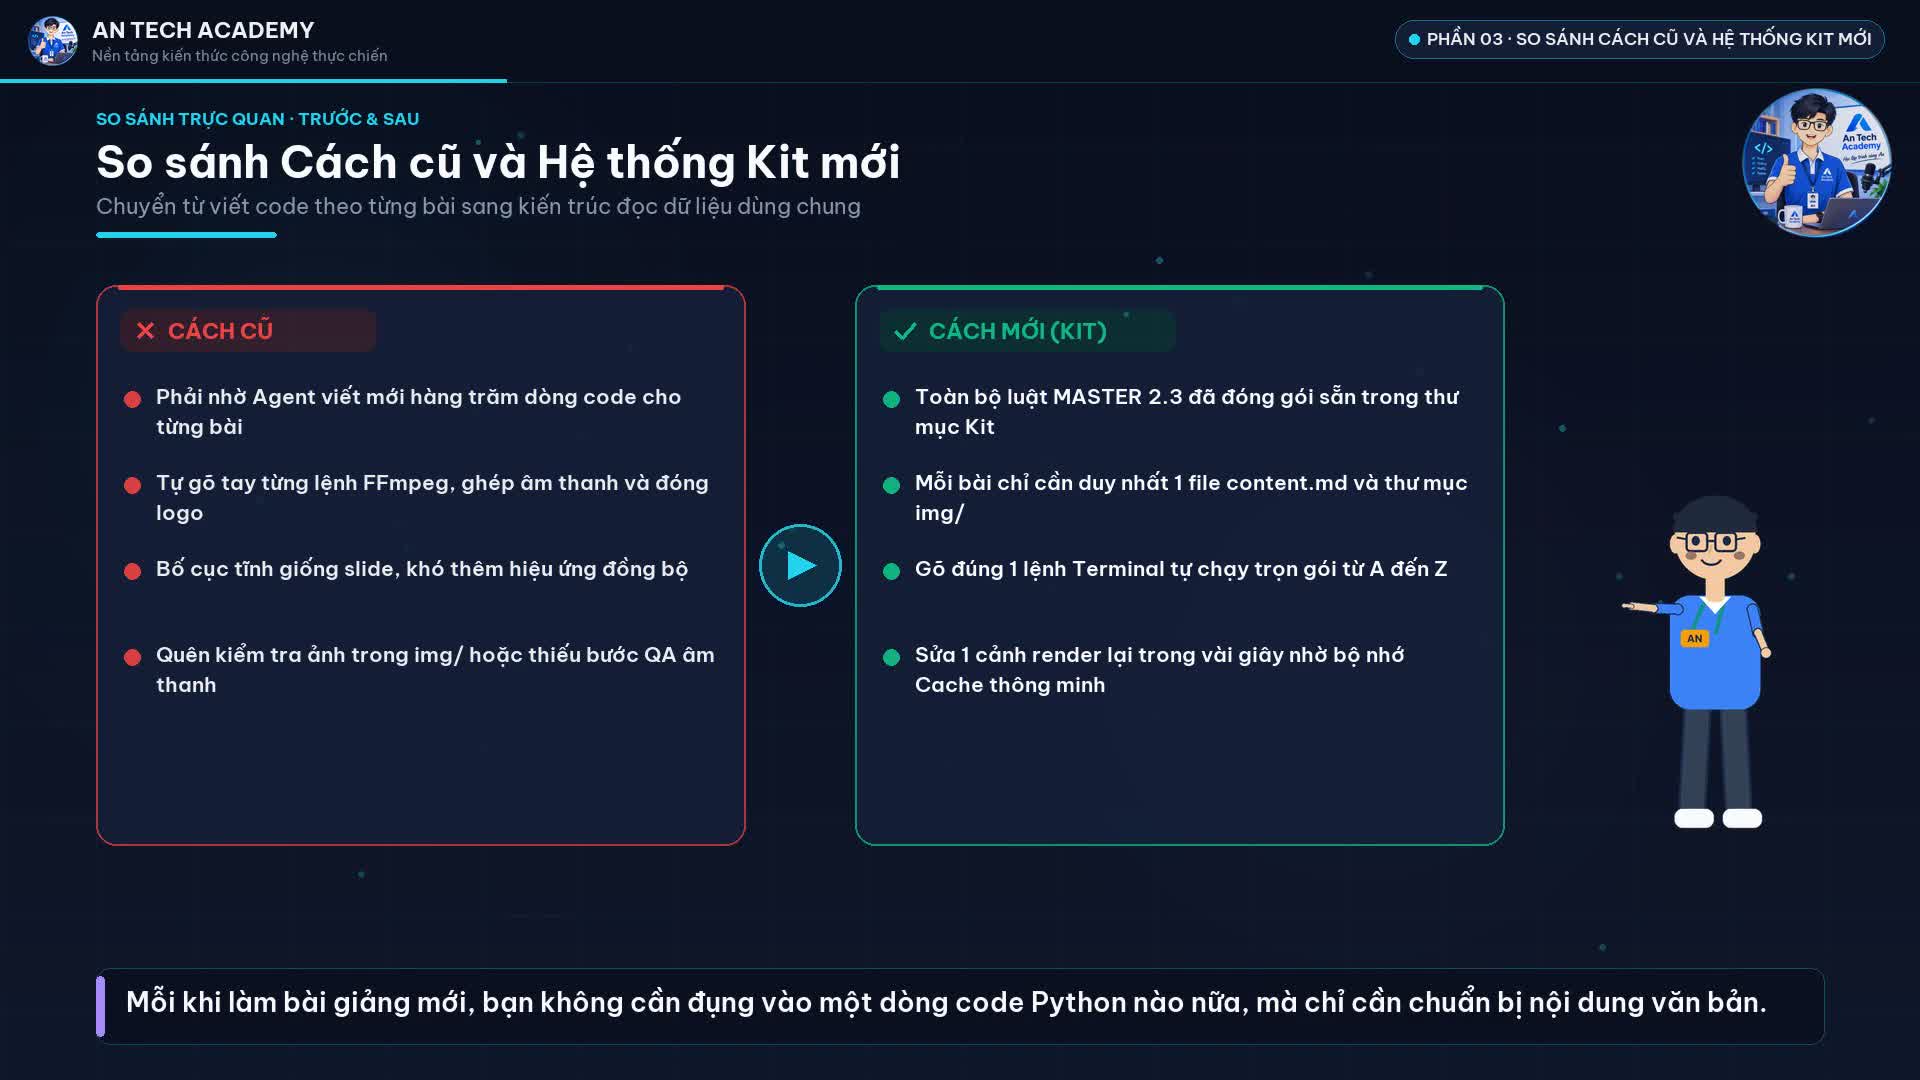 AN TECH ACADEMY
Nền tảng kiến thức công nghệ thực chiến
PHẦN 03 · SO SÁNH CÁCH CŨ VÀ HỆ THỐNG KIT MỚI
SO SÁNH TRỰC QUAN · TRƯỚC & SAU
So sánh Cách cũ và Hệ thống Kit mới
Chuyển từ viết code theo từng bài sang kiến trúc đọc dữ liệu dùng chung
</>
An Tech
Academy
CÁCH CŨ
Phải nhờ Agent viết mới hàng trăm dòng code cho
từng bài
Tự gõ tay từng lệnh FFmpeg, ghép âm thanh và đóng
logo
Bố cục tĩnh giống slide, khó thêm hiệu ứng đồng bộ
Quên kiểm tra ảnh trong img/ hoặc thiếu bước QA âm
thanh
CÁCH MỚI (KIT)
Toàn bộ luật MASTER 2.3 đã đóng gói sẵn trong thư
mục Kit
Mỗi bài chỉ cần duy nhất 1 file content.md và thư mục
img/
Gõ đúng 1 lệnh Terminal tự chạy trọn gói từ A đến Z
Sửa 1 cảnh render lại trong vài giây nhờ bộ nhớ
Cache thông minh
AN
Mỗi khi làm bài giảng mới, bạn không cần đụng vào một dòng code Python nào nữa, mà chỉ cần chuẩn bị nội dung văn bản.